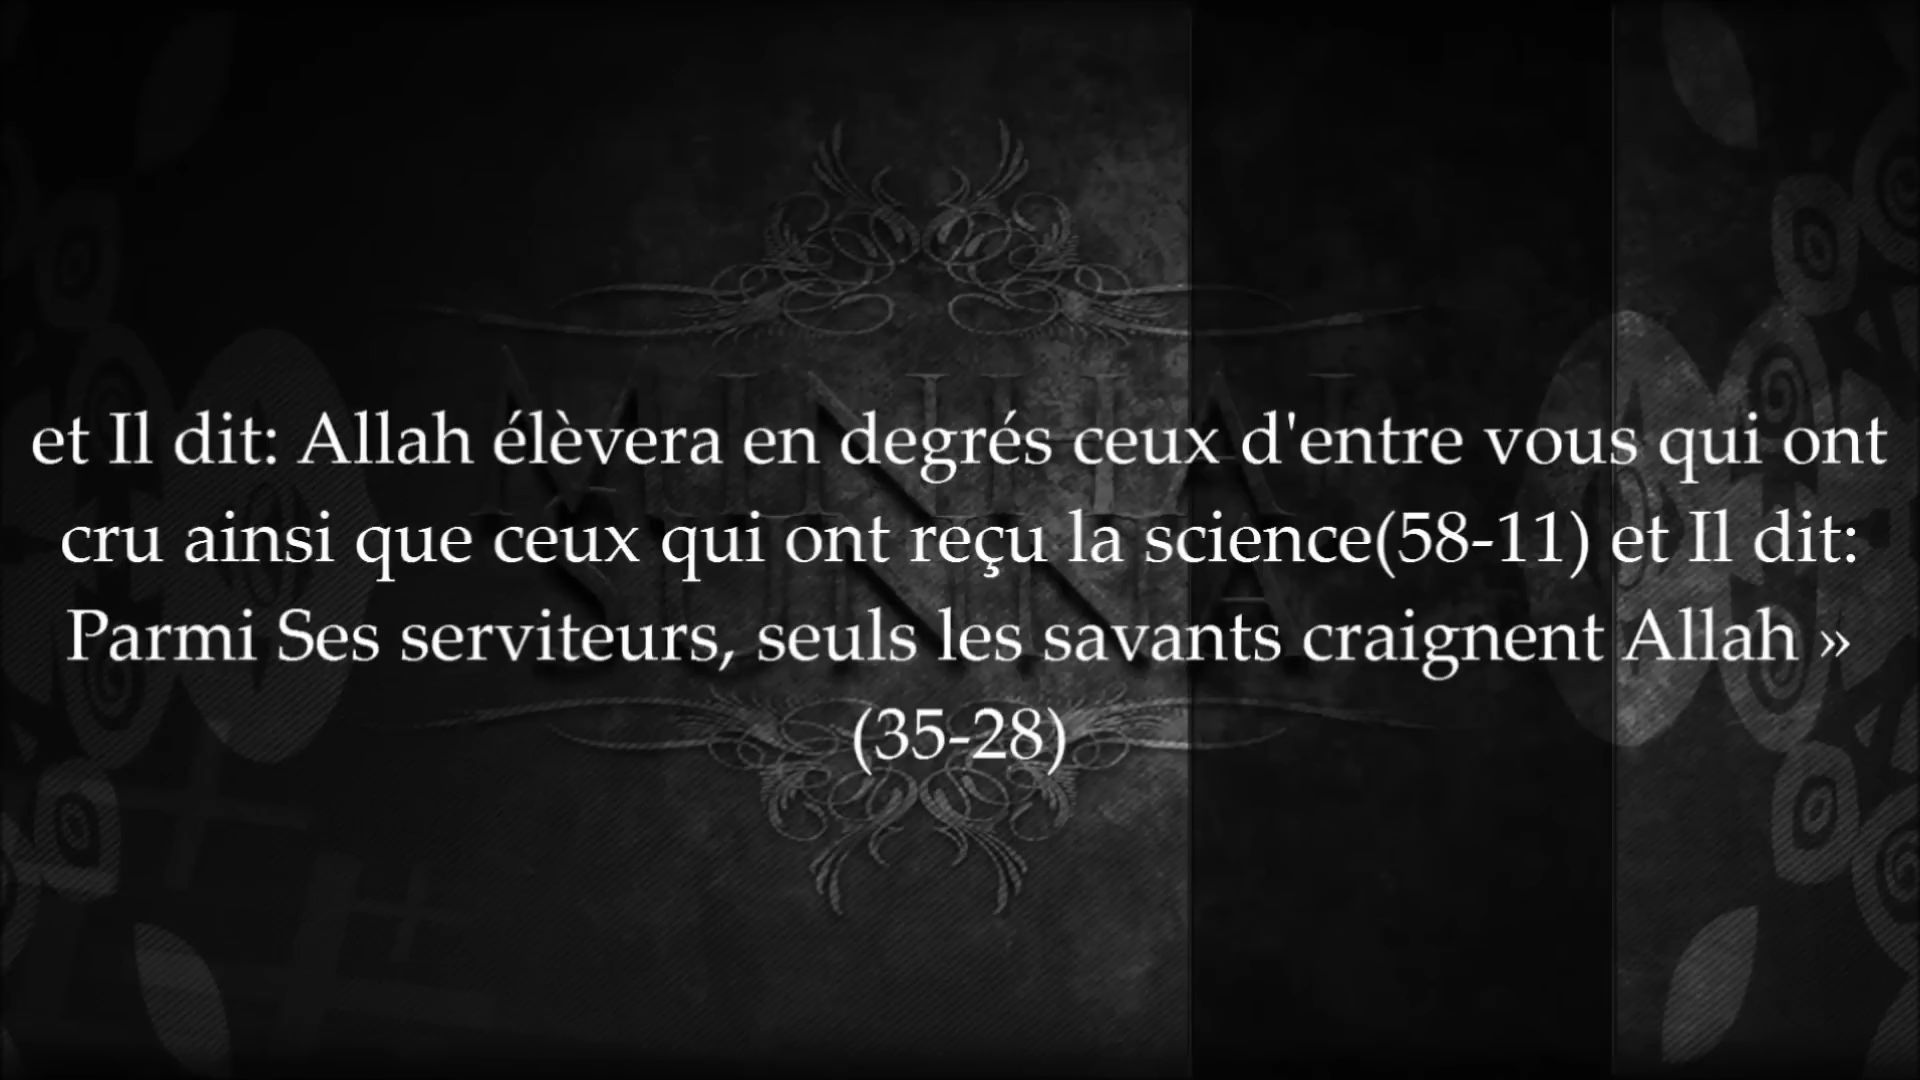 et Il dit: Allah élèvera en degrés ceux d'entre vous qui ont
cru ainsi que ceux qui ont reçu la science(58-11) et Il dit:
Parmi Ses serviteurs, seuls les savants craignent Allah »
(35-28)